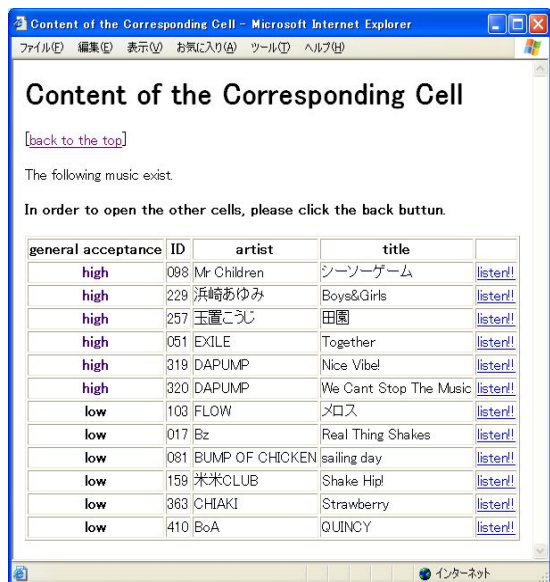 Content of the Corresponding Cell - Microsoft Internet Explorer
ファイル(F) 編集(E) 表示(V) お気に入り(A) ツール(T) ヘルプ(H)
Content of the Corresponding Cell
[back to the top]
The following music exist.
In order to open the other cells, please click the back buttun.
general acceptance ID artist title
high 098 Mr Children シーソーゲーム listen!!
high 229 浜崎あゆみ Boys&Girls listen!!
high 257 玉置こうじ 田園 listen!!
high 051 EXILE Together listen!!
high 319 DAPUMP Nice Vibe! listen!!
high 320 DAPUMP We Cant Stop The Music listen!!
low 103 FLOW メロス listen!!
low 017 Bz Real Thing Shakes listen!!
low 081 BUMP OF CHICKEN sailing day listen!!
low 159 米米CLUB Shake Hip! listen!!
low 363 CHIAKI Strawberry listen!!
low 410 BoA QUINCY listen!!
インターネット